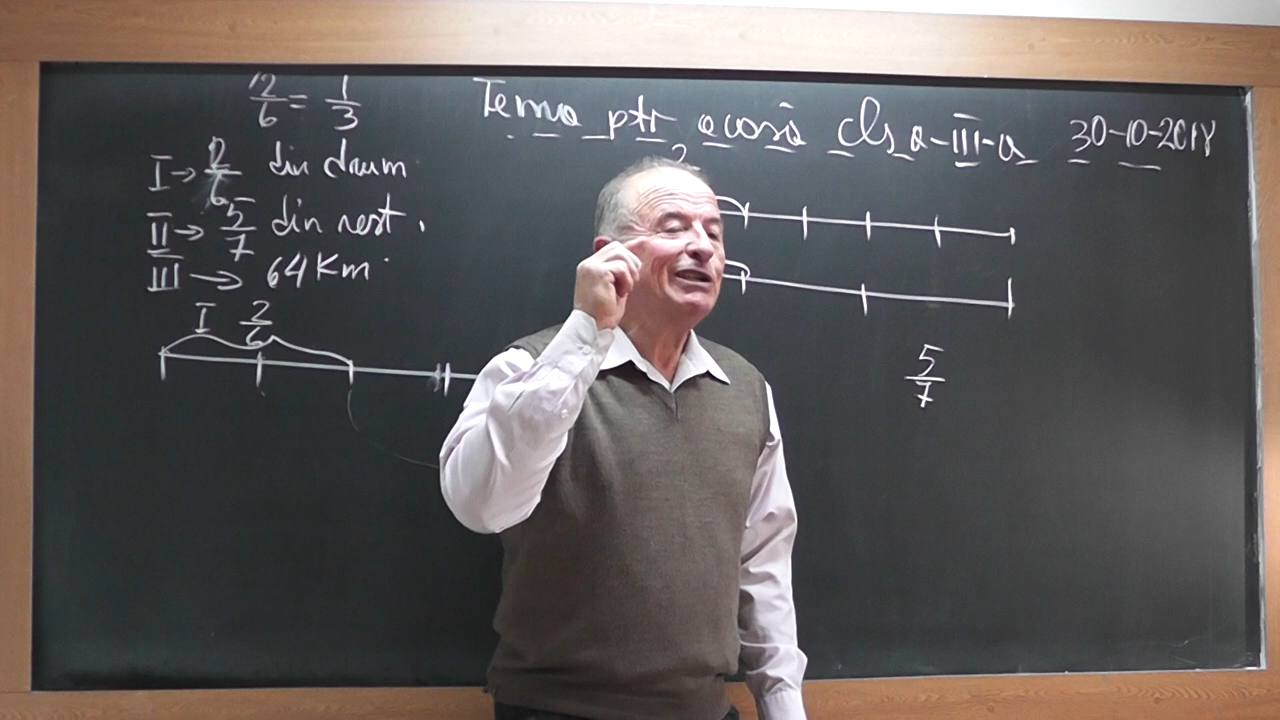 2/6 = 1/3
Tema ptr acasă cls a-III-a 30-10-2018
I → 2/6 din drum
II → 5/7 din rest.
III → 64 Km.
I 2/6
5/7